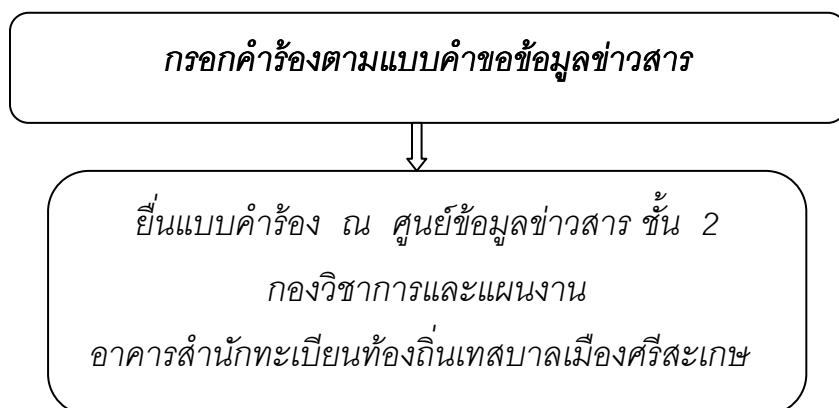 กรอกคำร้องตามแบบคำขอข้อมูลข่าวสาร
ยื่นแบบคำร้อง ณ ศูนย์ข้อมูลข่าวสาร ชั้น 2
กองวิชาการและแผนงาน
อาคารสำนักทะเบียนท้องถิ่นเทศบาลเมืองศรีสะเกษ